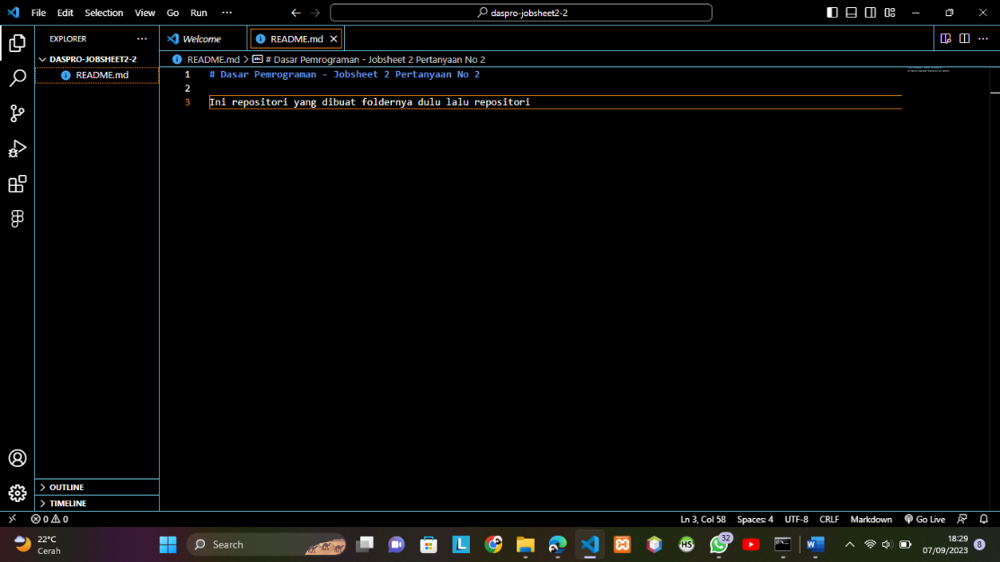 File Edit Selection View Go Run ···
daspro-jobsheet2-2
EXPLORER
Welcome
README.md
DASPRO-JOBSHEET2-2
README.md
README.md > # Dasar Pemrograman - Jobsheet 2 Pertanyaan No 2
1 # Dasar Pemrograman - Jobsheet 2 Pertanyaan No 2
2
3 Ini repositori yang dibuat foldernya dulu lalu repositori
OUTLINE
TIMELINE
0 0
Ln 3, Col 58 Spaces: 4 UTF-8 CRLF Markdown Go Live
22°C
Cerah
Search
L
HS
32
W
18:29
07/09/2023
8